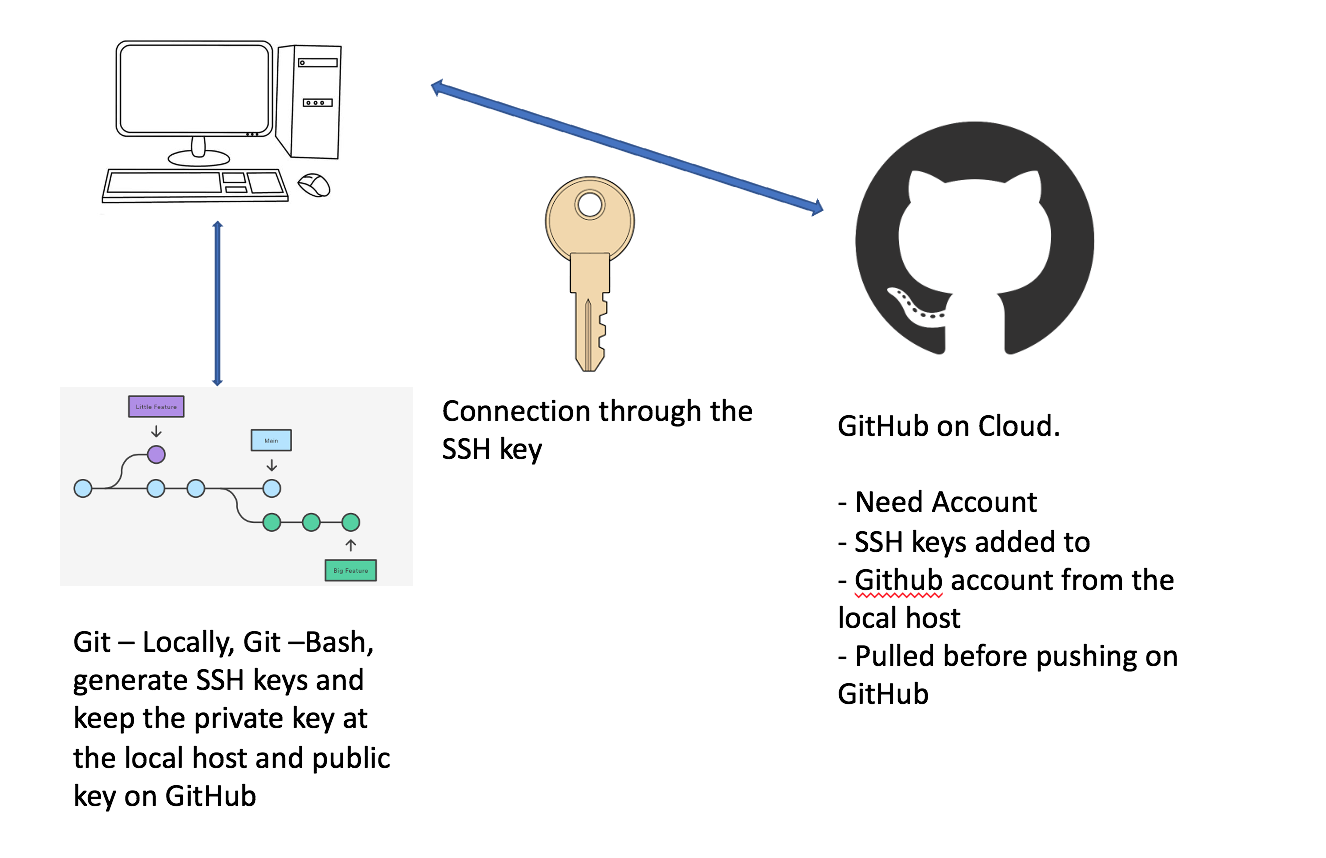 Little Feature
Main
Big Feature
Git – Locally, Git –Bash,
generate SSH keys and
keep the private key at
the local host and public
key on GitHub
Connection through the
SSH key
GitHub on Cloud.
- Need Account
- SSH keys added to
- Github account from the
local host
- Pulled before pushing on
GitHub